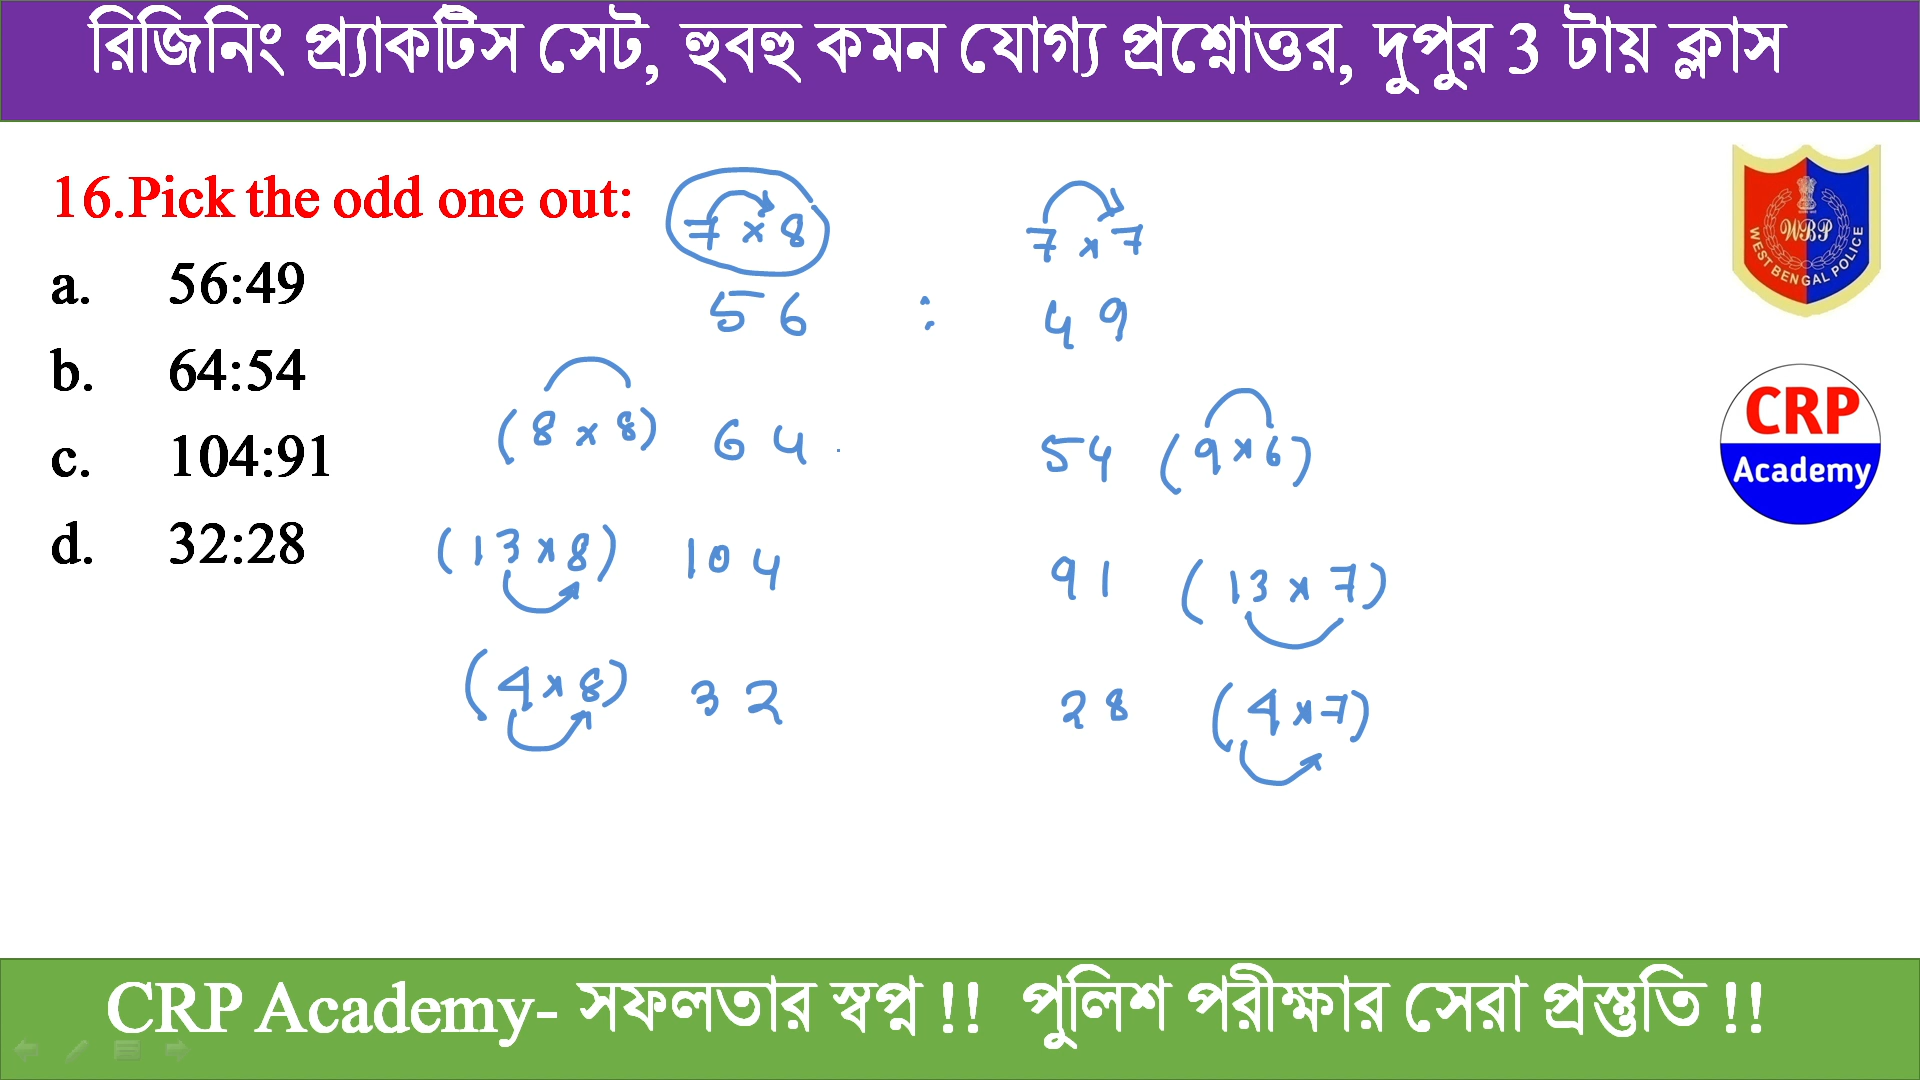 রিজিনিং প্র্যাকটিস সেট, হুবহু কমন যোগ্য প্রশ্নোত্তর, দুপুর 3 টায় ক্লাস
16.Pick the odd one out:
a. 56:49
b. 64:54
c. 104:91
d. 32:28
7 × 8 7 × 7
56 : 49
(8 × 8) 64 54 (9 × 6)
(13 × 8) 104 91 (13 × 7)
(4 × 8) 32 28 (4 × 7)
WBP
WEST BENGAL POLICE
CRP
Academy
CRP Academy- সফলতার স্বপ্ন !! পুলিশ পরীক্ষার সেরা প্রস্তুতি !!